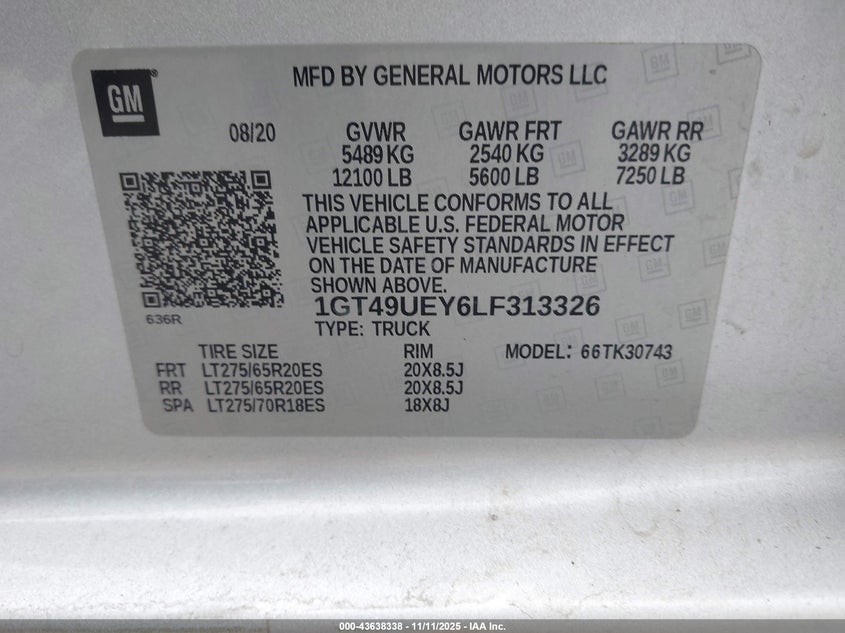 GM®
MFD BY GENERAL MOTORS LLC
08/20 GVWR GAWR FRT GAWR RR
5489 KG 2540 KG 3289 KG
12100 LB 5600 LB 7250 LB
THIS VEHICLE CONFORMS TO ALL
APPLICABLE U.S. FEDERAL MOTOR
VEHICLE SAFETY STANDARDS IN EFFECT
ON THE DATE OF MANUFACTURE
SHOWN ABOVE.
1GT49UEY6LF313326
636R
TYPE: TRUCK
TIRE SIZE RIM MODEL: 66TK30743
FRT LT275/65R20ES 20X8.5J
RR LT275/65R20ES 20X8.5J
SPA LT275/70R18ES 18X8J
000-43638338 - 11/11/2025 - IAA Inc.